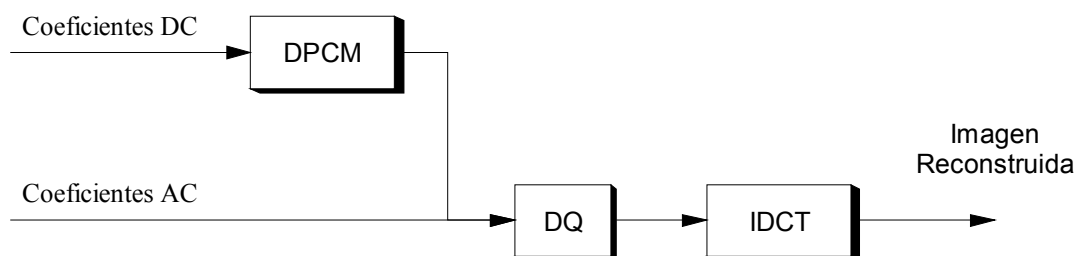 Coeficientes DC
DPCM
Imagen
Reconstruida
Coeficientes AC
DQ
IDCT